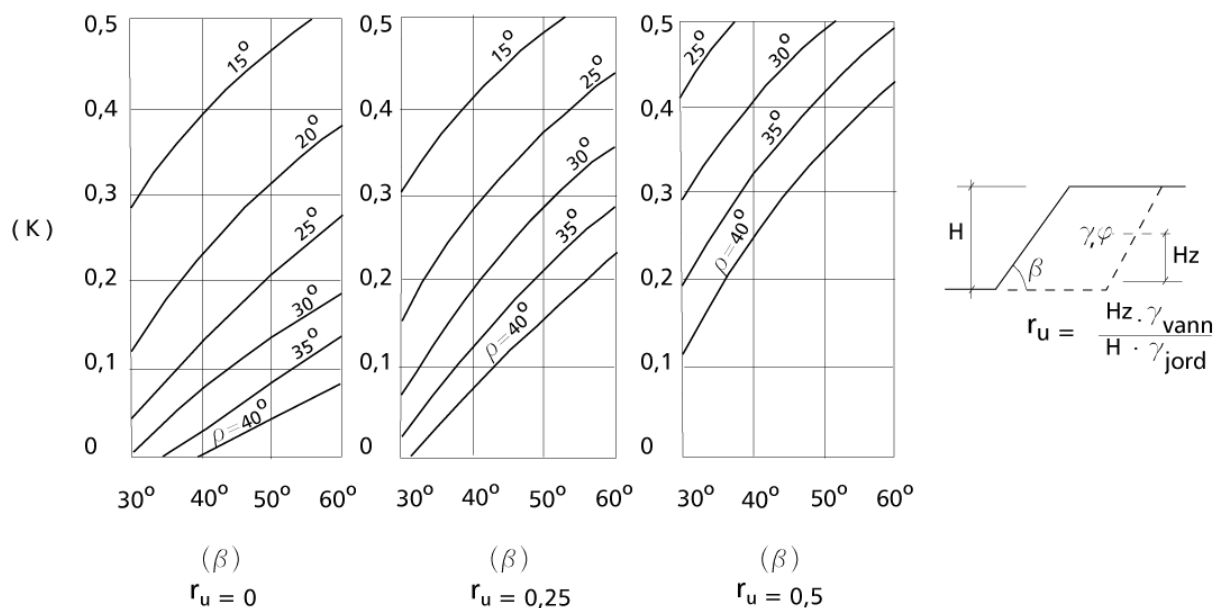 0,5 0,5 0,5
0,4 0,4 0,4
0,3 0,3 0,3
0,2 0,2 0,2
0,1 0,1 0,1
0 0 0
(K)
15° 20° 25° 30° 35° ρ=40°
15° 25° 30° 35° ρ=40°
25° 30° 35° ρ=40°
30° 40° 50° 60° 30° 40° 50° 60° 30° 40° 50° 60°
(β) (β) (β)
r_u = 0 r_u = 0,25 r_u = 0,5
H
γ,φ
Hz
β
r_u = Hz . γ_vann
H · γ_jord